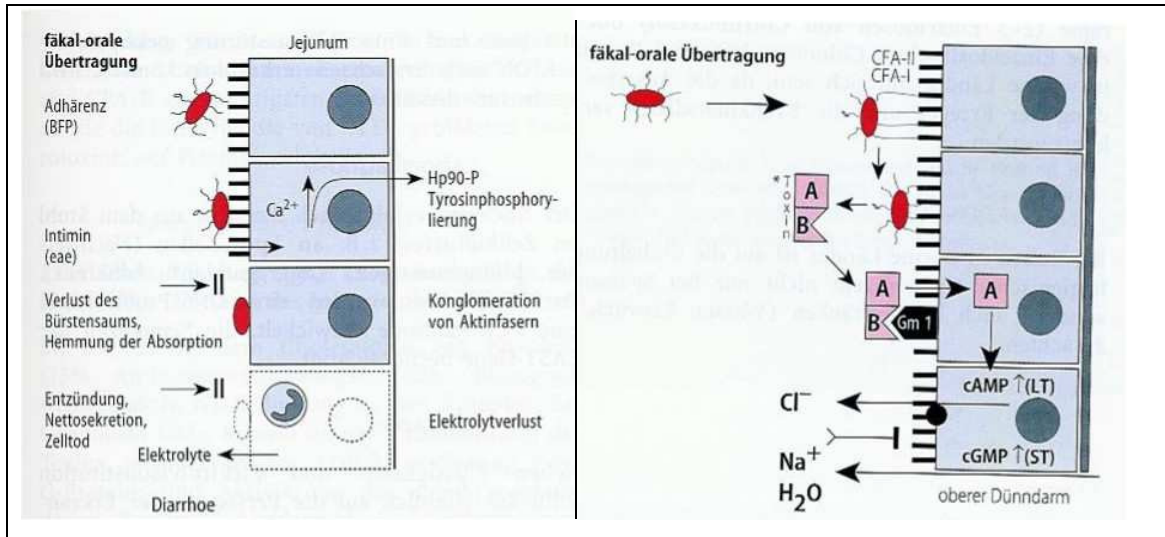 fäkal-orale
Übertragung
Jejunum
Adhärenz
(BFP)
Ca²⁺
Hp90-P
Tyrosinphosphory-
lierung
Intimin
(eae)
Verlust des
Bürstensaums,
Hemmung der Absorption
Konglomeration
von Aktinfasern
Entzündung,
Nettosekretion,
Zelltod
Elektrolytverlust
Elektrolyte
Diarrhoe
fäkal-orale Übertragung
CFA-II
CFA-I
*Toxin
A
B
A
B
Gm 1
A
cAMP ↑(LT)
Cl⁻
cGMP ↑(ST)
Na⁺
H₂O
oberer Dünndarm